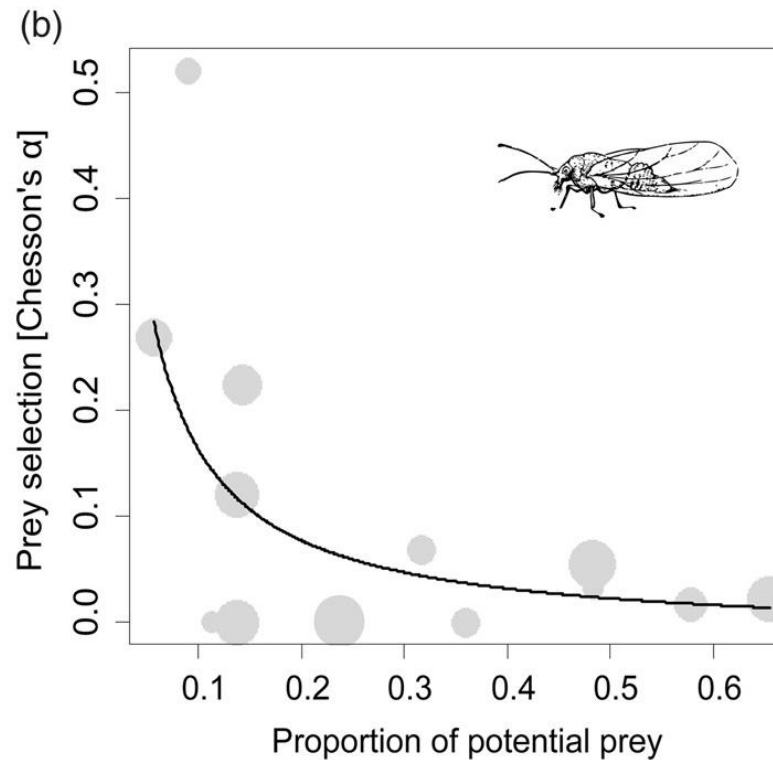 (b)
Prey selection [Chesson's α]
0.5
0.4
0.3
0.2
0.1
0.0
0.1 0.2 0.3 0.4 0.5 0.6
Proportion of potential prey